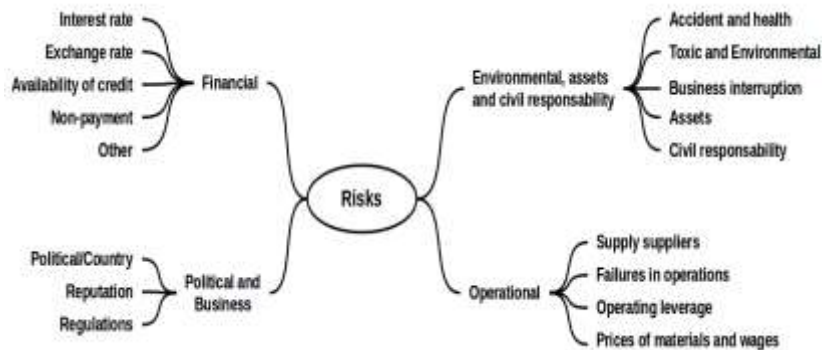 Interest rate
Exchange rate
Availability of credit
Non-payment
Other
Financial
Political/Country
Reputation
Regulations
Political and
Business
Risks
Environmental, assets
and civil responsability
Accident and health
Toxic and Environmental
Business interruption
Assets
Civil responsability
Operational
Supply suppliers
Failures in operations
Operating leverage
Prices of materials and wages